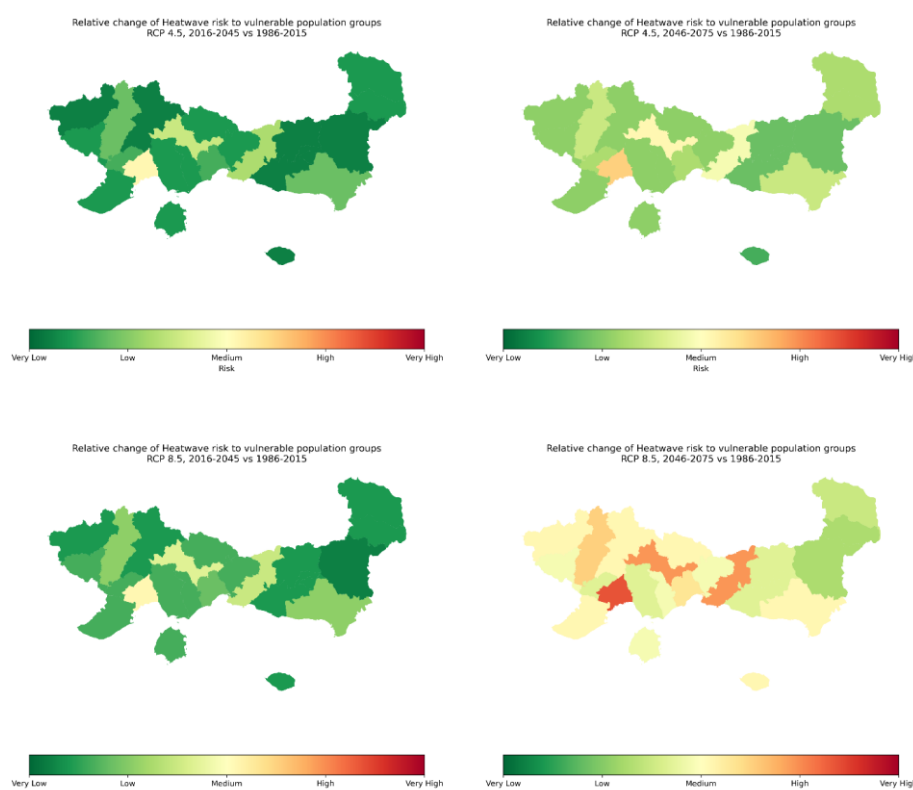 Relative change of Heatwave risk to vulnerable population groups
RCP 4.5, 2016-2045 vs 1986-2015
Very Low Low Medium High Very High
Risk
Relative change of Heatwave risk to vulnerable population groups
RCP 4.5, 2046-2075 vs 1986-2015
Very Low Low Medium High Very High
Risk
Relative change of Heatwave risk to vulnerable population groups
RCP 8.5, 2016-2045 vs 1986-2015
Very Low Low Medium High Very High
Relative change of Heatwave risk to vulnerable population groups
RCP 8.5, 2046-2075 vs 1986-2015
Very Low Low Medium High Very High